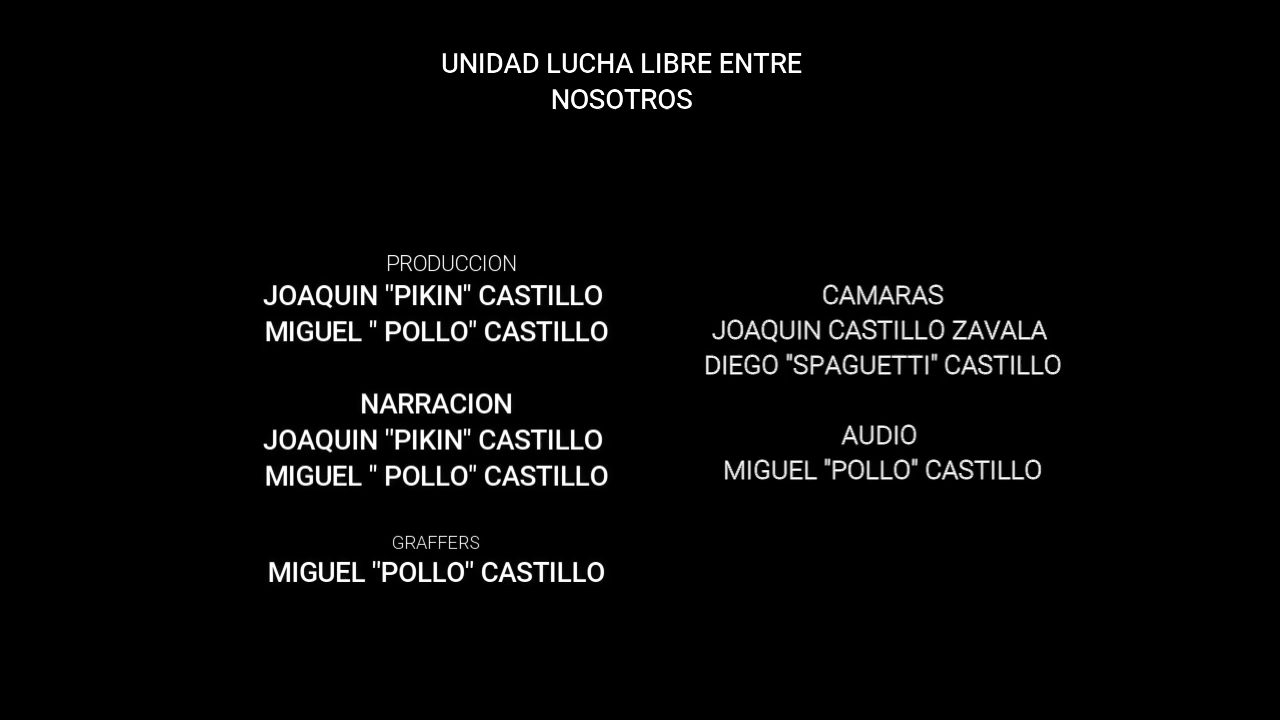 UNIDAD LUCHA LIBRE ENTRE
NOSOTROS
PRODUCCION
JOAQUIN "PIKIN" CASTILLO
MIGUEL " POLLO" CASTILLO
NARRACION
JOAQUIN "PIKIN" CASTILLO
MIGUEL " POLLO" CASTILLO
GRAFFERS
MIGUEL "POLLO" CASTILLO
CAMARAS
JOAQUIN CASTILLO ZAVALA
DIEGO "SPAGUETTI" CASTILLO
AUDIO
MIGUEL "POLLO" CASTILLO